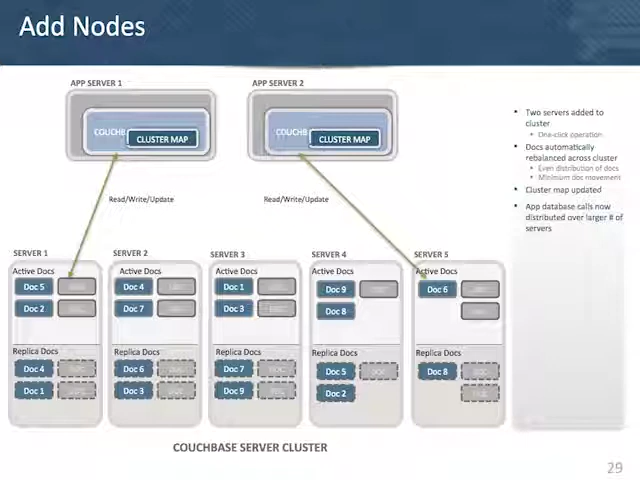 Add Nodes
APP SERVER 1
APP SERVER 2
COUCHB
CLUSTER MAP
COUCHB
CLUSTER MAP
• Two servers added to
cluster
• One-click operation
• Docs automatically
rebalanced across cluster
• Even distribution of docs
• Minimum doc movement
• Cluster map updated
• App database calls now
distributed over larger # of
servers
Read/Write/Update
Read/Write/Update
SERVER 1
SERVER 2
SERVER 3
SERVER 4
SERVER 5
Active Docs
Active Docs
Active Docs
Active Docs
Active Docs
Doc 5
Doc 4
Doc 1
Doc 9
Doc 6
Doc 2
Doc 7
Doc 3
Doc 8
Replica Docs
Replica Docs
Replica Docs
Replica Docs
Replica Docs
Doc 4
Doc 6
Doc 7
Doc 5
DOC
Doc 8
Doc 1
Doc 3
Doc 9
Doc 2
COUCHBASE SERVER CLUSTER
29